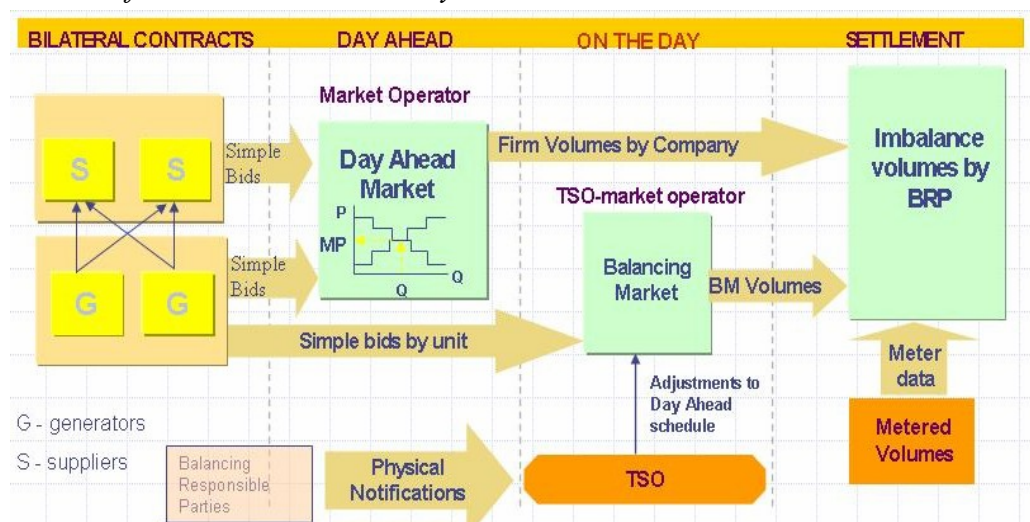 BILATERAL CONTRACTS
DAY AHEAD
ON THE DAY
SETTLEMENT
Market Operator
S
S
Simple
Bids
Day Ahead
Market
P
MP
Q
Q
Firm Volumes by Company
Imbalance
volumes by
BRP
TSO-market operator
G
G
Simple
Bids
Balancing
Market
BM Volumes
Simple bids by unit
Meter
data
Adjustments to
Day Ahead
schedule
G - generators
S - suppliers
Balancing
Responsible
Parties
Physical
Notifications
TSO
Metered
Volumes